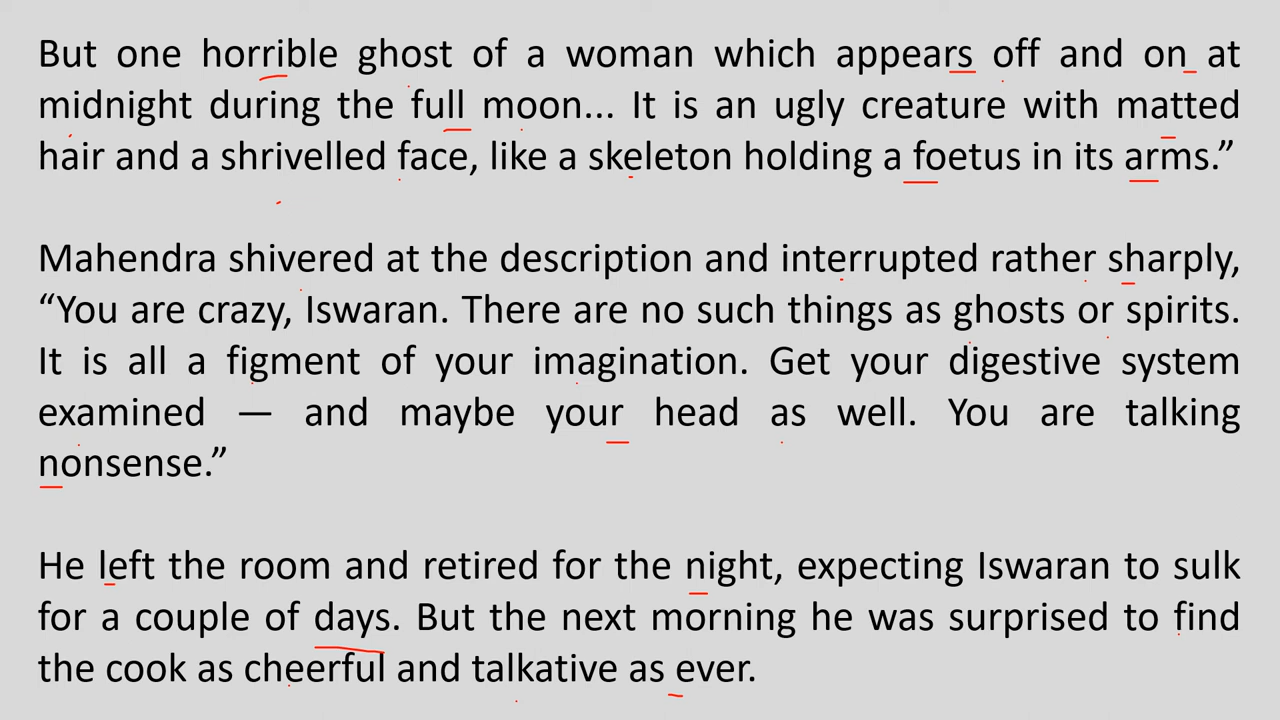 But one horrible ghost of a woman which appears off and on at
midnight during the full moon... It is an ugly creature with matted
hair and a shrivelled face, like a skeleton holding a foetus in its arms.”
Mahendra shivered at the description and interrupted rather sharply,
“You are crazy, Iswaran. There are no such things as ghosts or spirits.
It is all a figment of your imagination. Get your digestive system
examined — and maybe your head as well. You are talking
nonsense.”
He left the room and retired for the night, expecting Iswaran to sulk
for a couple of days. But the next morning he was surprised to find
the cook as cheerful and talkative as ever.